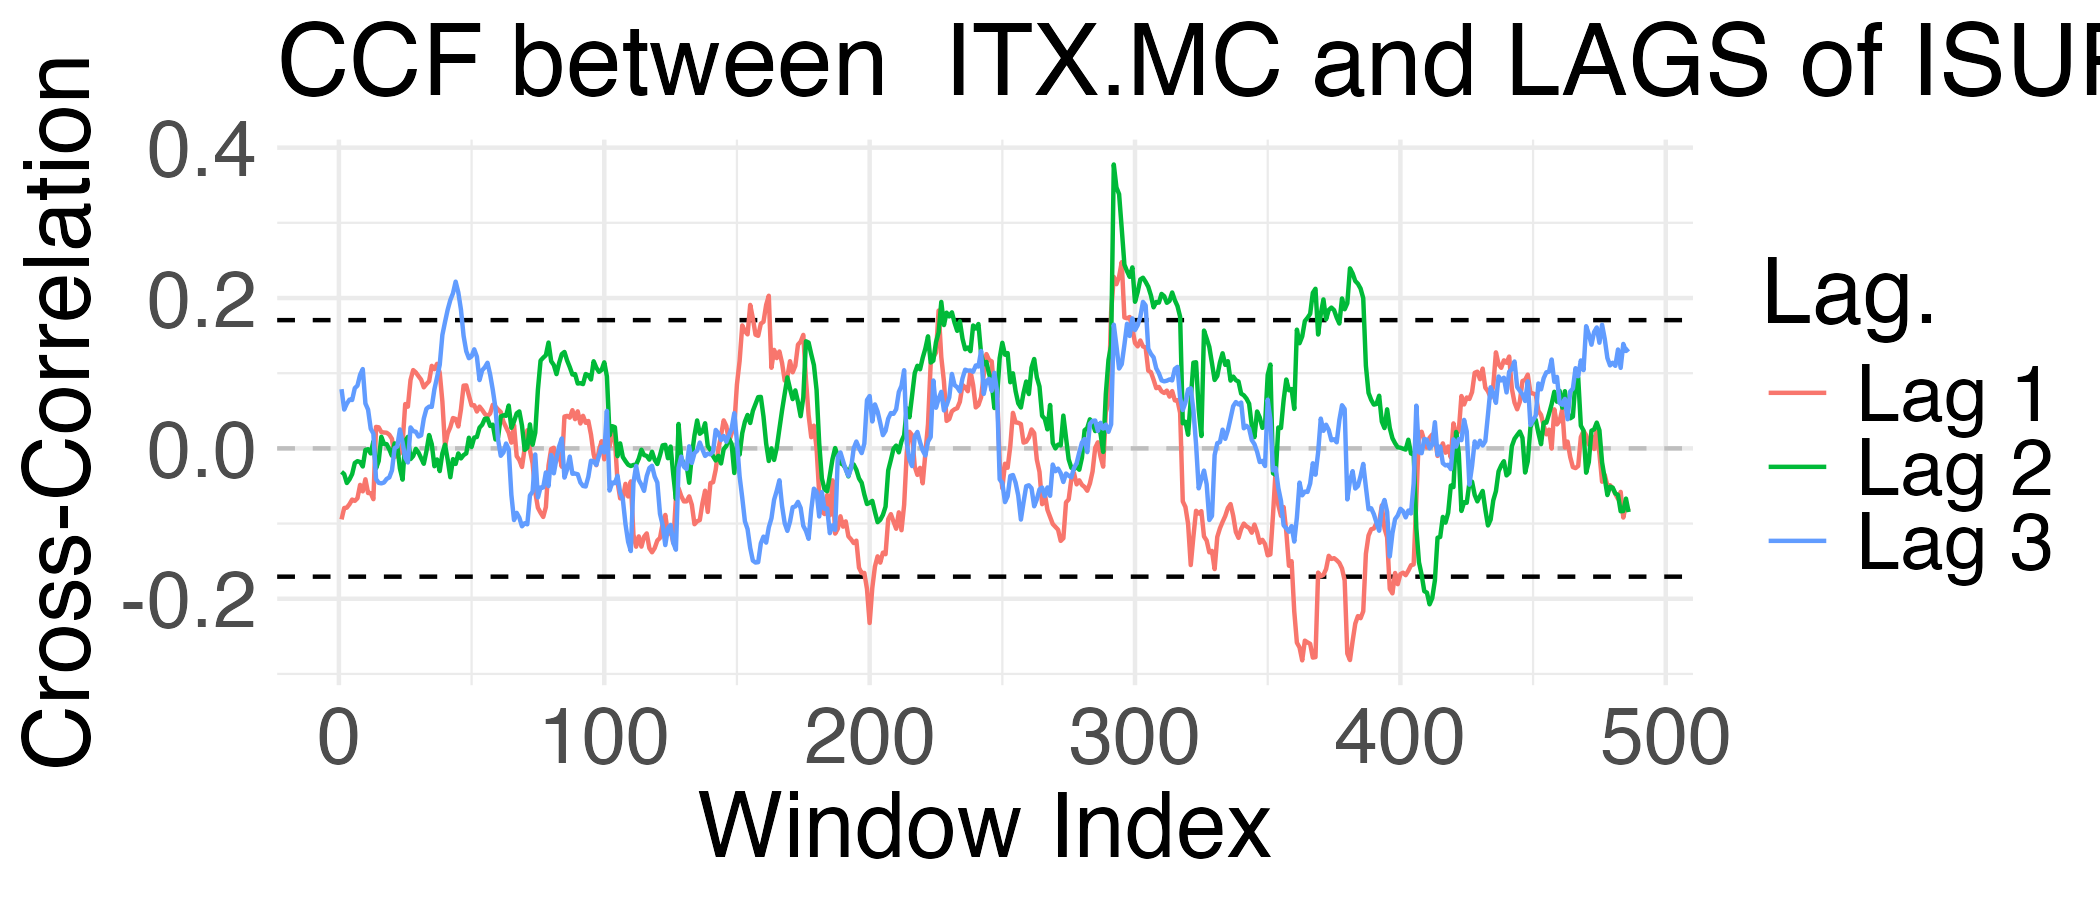 CCF between ITX.MC and LAGS of ISUP
Cross-Correlation
0.4
0.2
0.0
-0.2
0
100
200
300
400
500
Window Index
Lag.
Lag 1
Lag 2
Lag 3